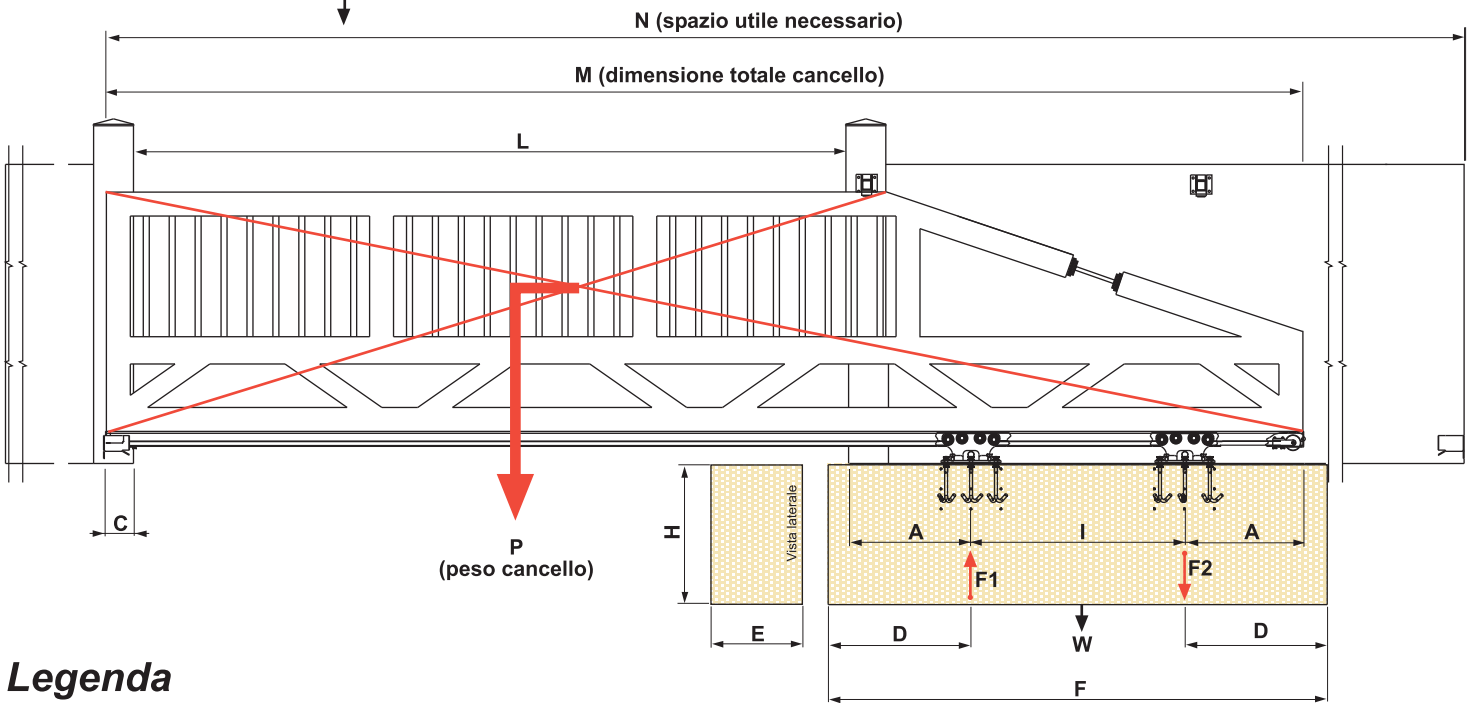 N (spazio utile necessario)
M (dimensione totale cancello)
L
C
P
(peso cancello)
H
Vista laterale
E
A
I
A
F1
F2
D
W
D
F
Legenda